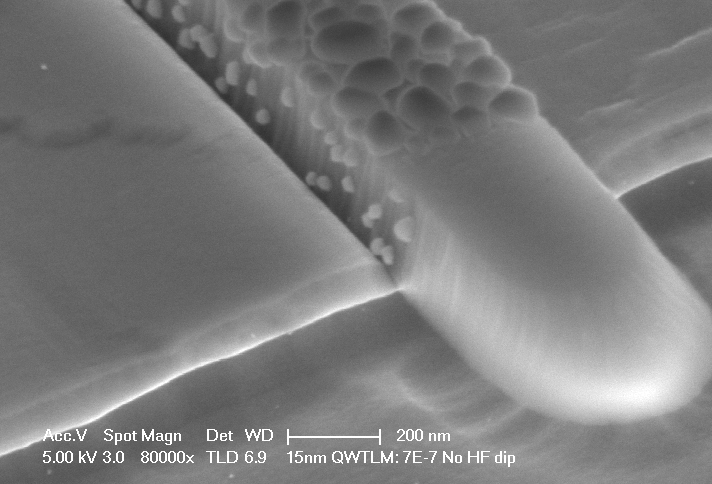 Acc.V Spot Magn Det WD 200 nm
5.00 kV 3.0 80000x TLD 6.9 15nm QWTLM: 7E-7 No HF dip